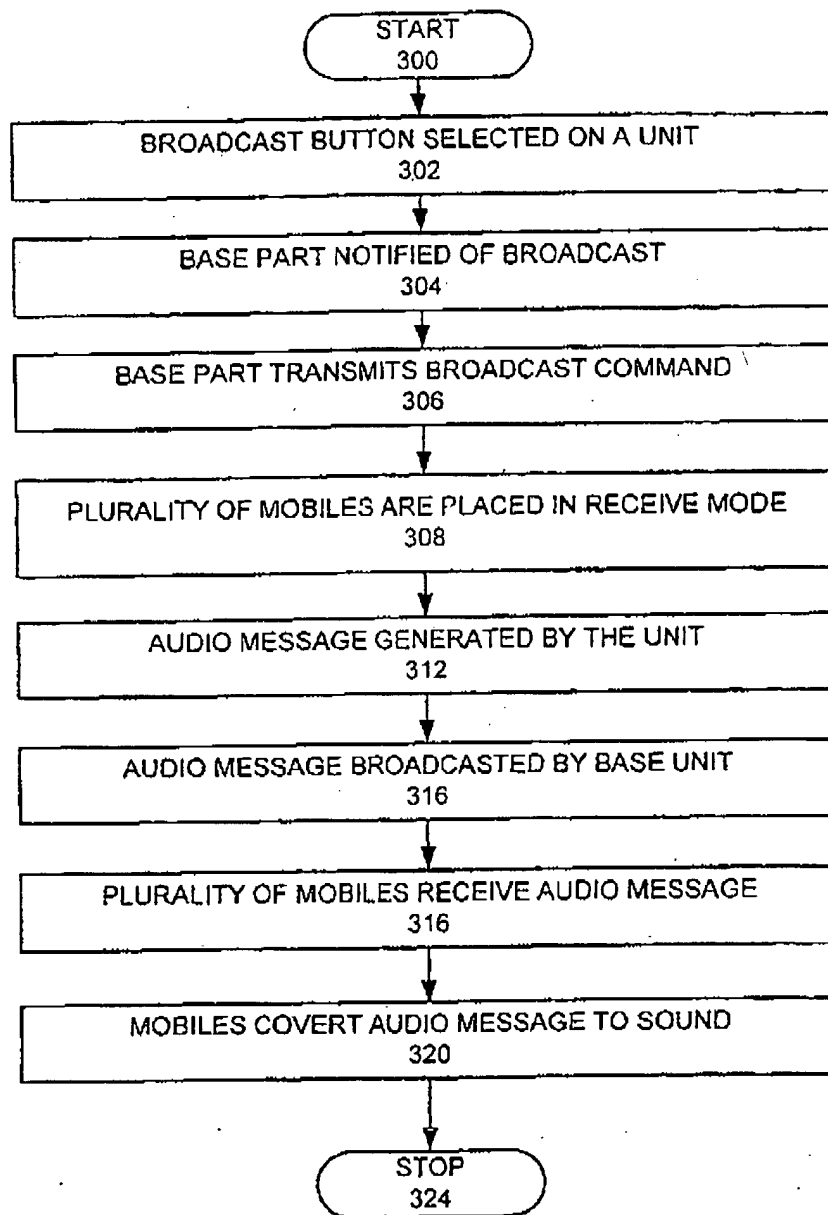 START
300
BROADCAST BUTTON SELECTED ON A UNIT
302
BASE PART NOTIFIED OF BROADCAST
304
BASE PART TRANSMITS BROADCAST COMMAND
306
PLURALITY OF MOBILES ARE PLACED IN RECEIVE MODE
308
AUDIO MESSAGE GENERATED BY THE UNIT
312
AUDIO MESSAGE BROADCASTED BY BASE UNIT
316
PLURALITY OF MOBILES RECEIVE AUDIO MESSAGE
316
MOBILES COVERT AUDIO MESSAGE TO SOUND
320
STOP
324